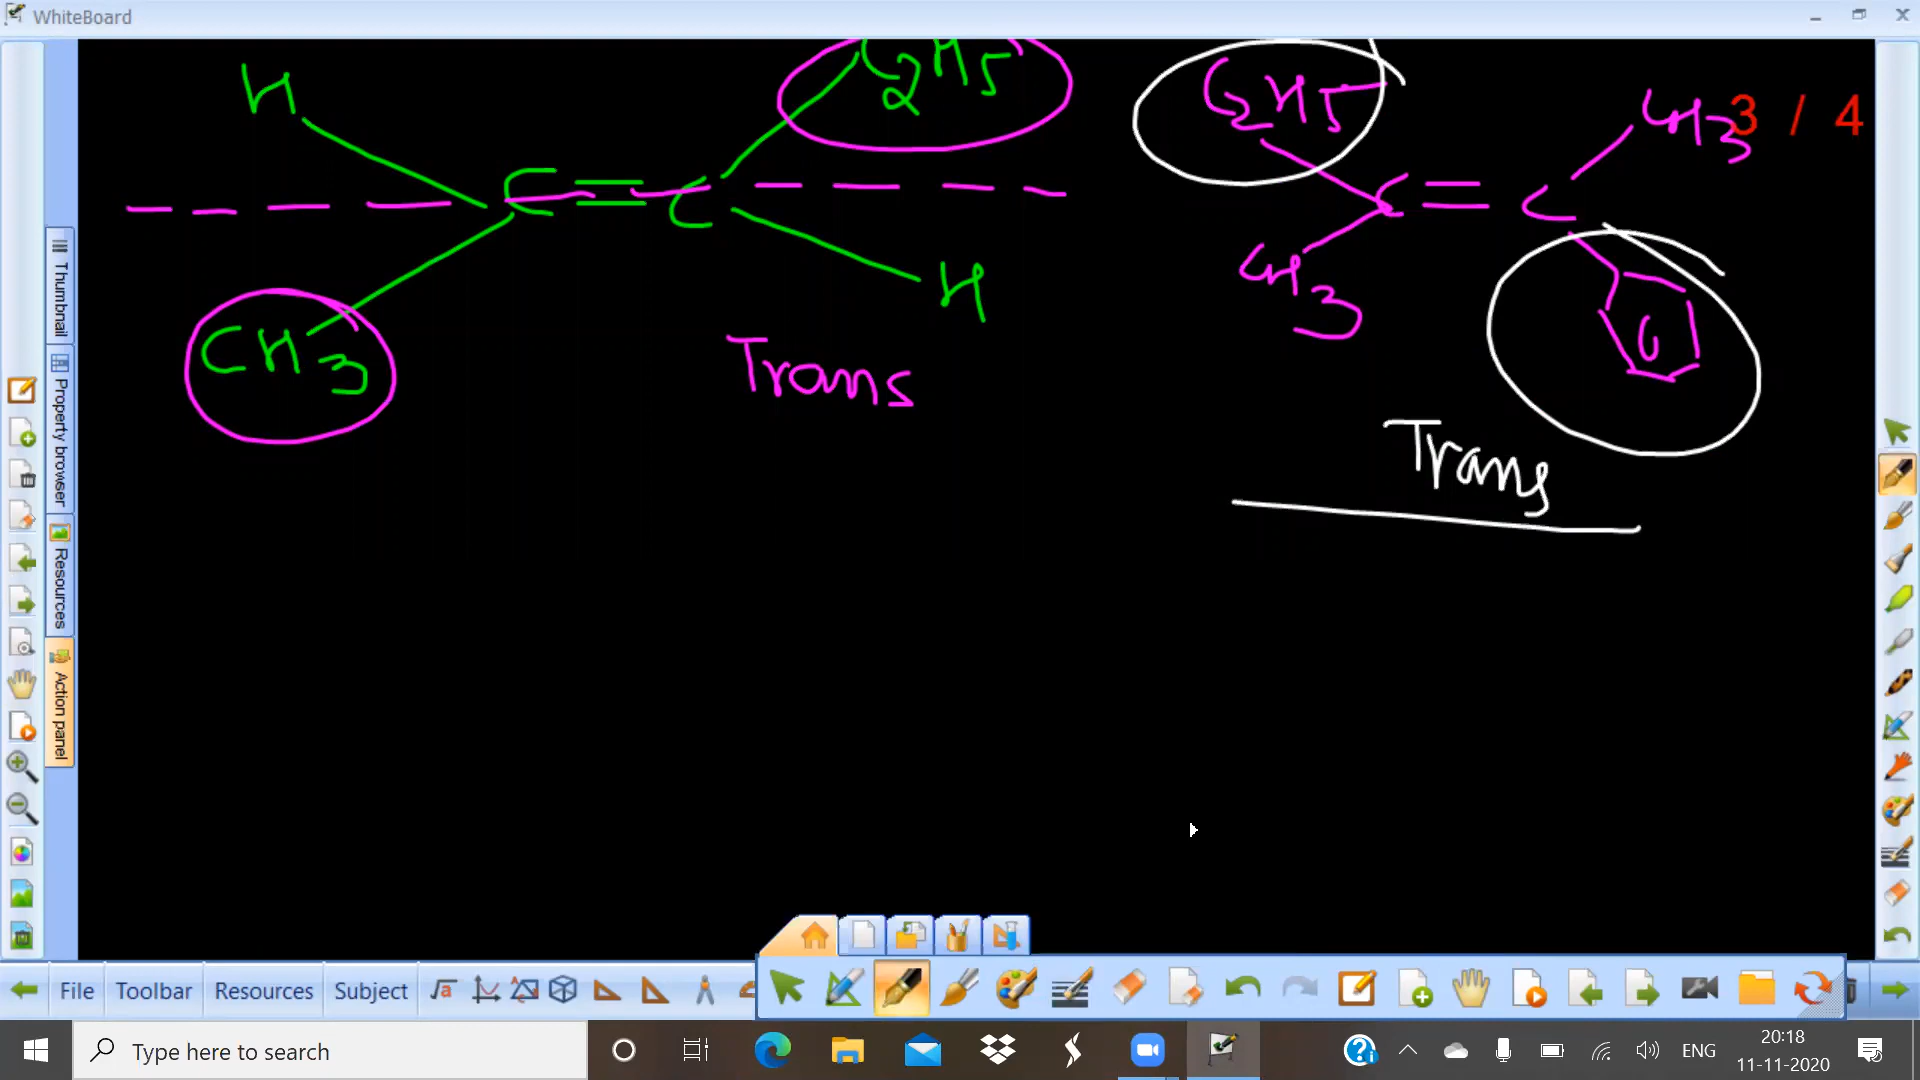 WhiteBoard
H
C2H5
C2H5
CH3
3 / 4
C = C
C = C
CH3
H
CH3
Trans
Trans
Thumbnail
Property browser
Resources
Action panel
File
Toolbar
Resources
Subject
Type here to search
ENG
20:18
11-11-2020